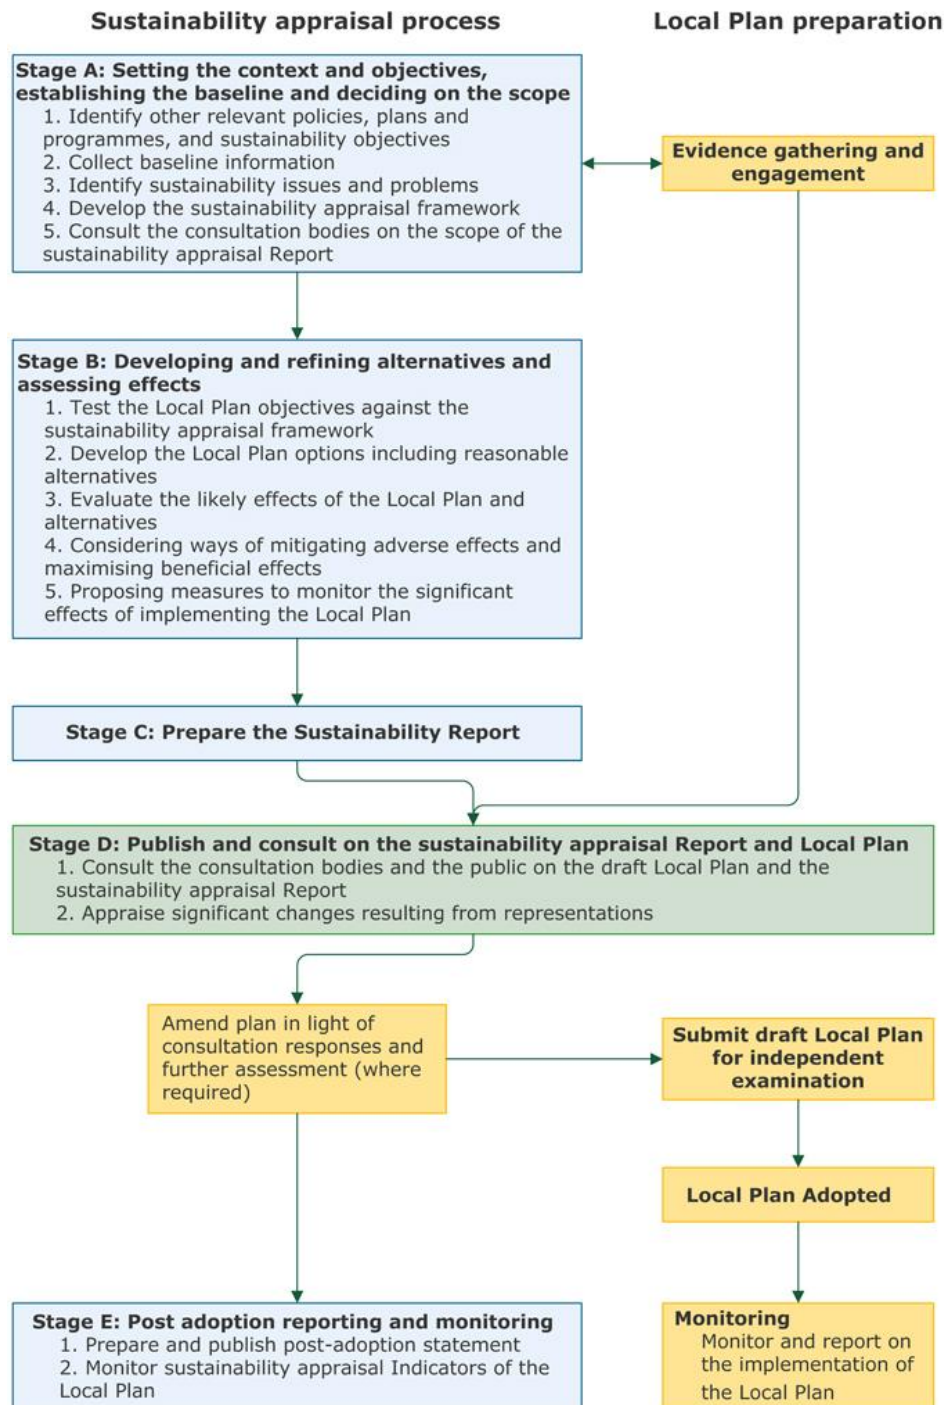 Sustainability appraisal process
Local Plan preparation
Stage A: Setting the context and objectives,
establishing the baseline and deciding on the scope
1. Identify other relevant policies, plans and
programmes, and sustainability objectives
2. Collect baseline information
3. Identify sustainability issues and problems
4. Develop the sustainability appraisal framework
5. Consult the consultation bodies on the scope of the
sustainability appraisal Report
Evidence gathering and
engagement
Stage B: Developing and refining alternatives and
assessing effects
1. Test the Local Plan objectives against the
sustainability appraisal framework
2. Develop the Local Plan options including reasonable
alternatives
3. Evaluate the likely effects of the Local Plan and
alternatives
4. Considering ways of mitigating adverse effects and
maximising beneficial effects
5. Proposing measures to monitor the significant
effects of implementing the Local Plan
Stage C: Prepare the Sustainability Report
Stage D: Publish and consult on the sustainability appraisal Report and Local Plan
1. Consult the consultation bodies and the public on the draft Local Plan and the
sustainability appraisal Report
2. Appraise significant changes resulting from representations
Amend plan in light of
consultation responses and
further assessment (where
required)
Submit draft Local Plan
for independent
examination
Local Plan Adopted
Stage E: Post adoption reporting and monitoring
1. Prepare and publish post-adoption statement
2. Monitor sustainability appraisal Indicators of the
Local Plan
Monitoring
Monitor and report on
the implementation of
the Local Plan